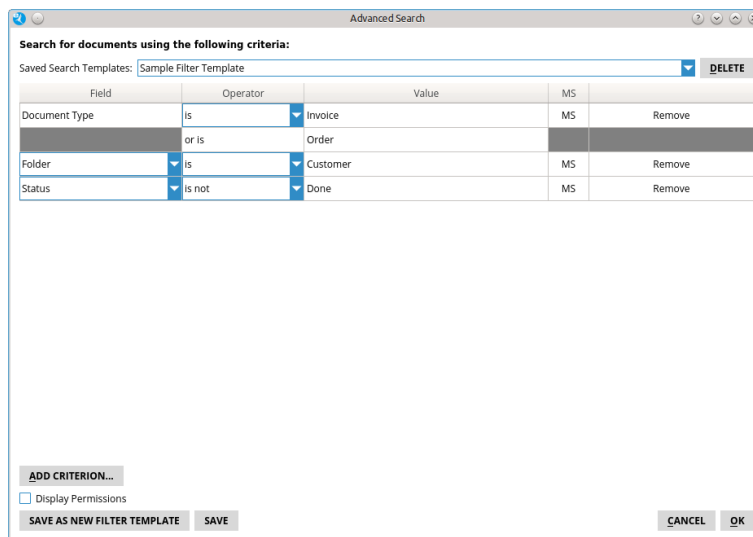 Advanced Search
Search for documents using the following criteria:
Saved Search Templates: Sample Filter Template DELETE
Field Operator Value MS
Document Type is Invoice MS Remove
or is Order
Folder is Customer MS Remove
Status is not Done MS Remove
ADD CRITERION...
Display Permissions
SAVE AS NEW FILTER TEMPLATE SAVE CANCEL OK